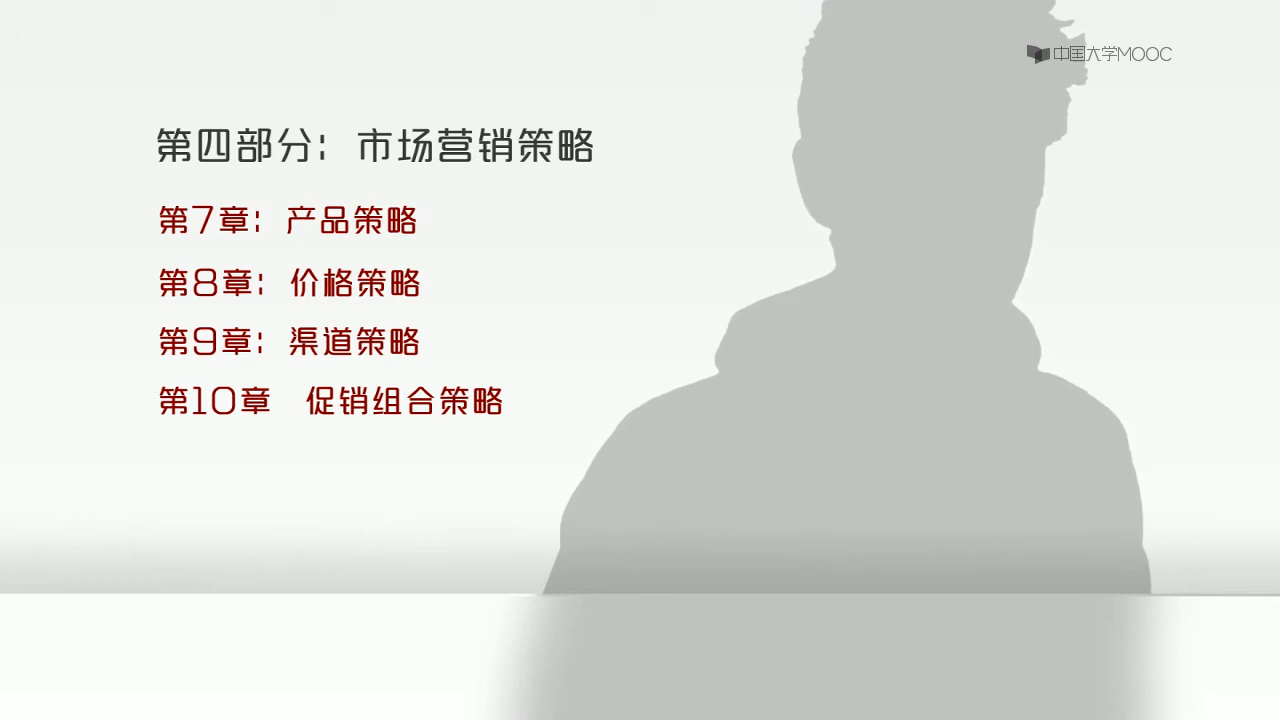 中国大学MOOC
第四部分：市场营销策略
第7章：产品策略
第8章：价格策略
第9章：渠道策略
第10章 促销组合策略